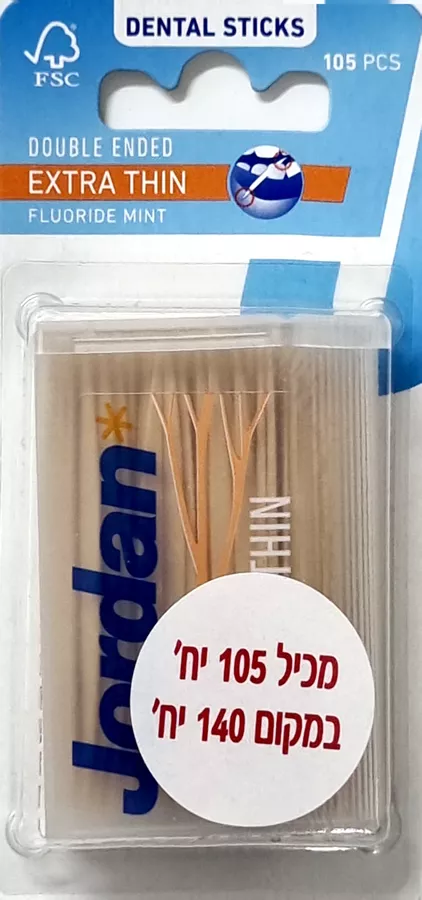 DENTAL STICKS
FSC
105 PCS
DOUBLE ENDED
EXTRA THIN
FLUORIDE MINT
Jordan*
THIN
מכיל 105 יח'
במקום 140 יח'